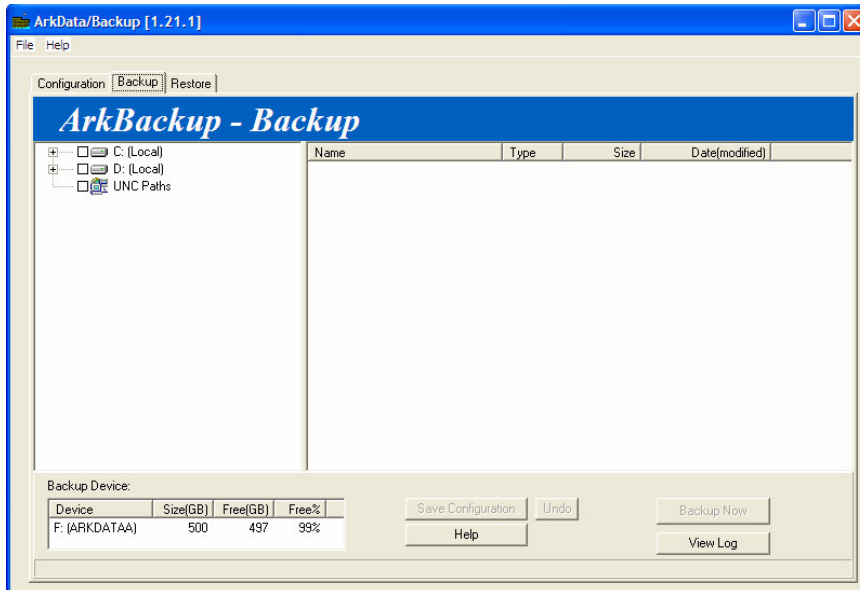 ArkData/Backup [1.21.1]
File Help
Configuration Backup Restore
ArkBackup - Backup
C: (Local)
D: (Local)
UNC Paths
Name Type Size Date(modified)
Backup Device:
Device Size(GB) Free(GB) Free%
F: (ARKDATAA) 500 497 99%
Save Configuration Undo
Help
Backup Now
View Log